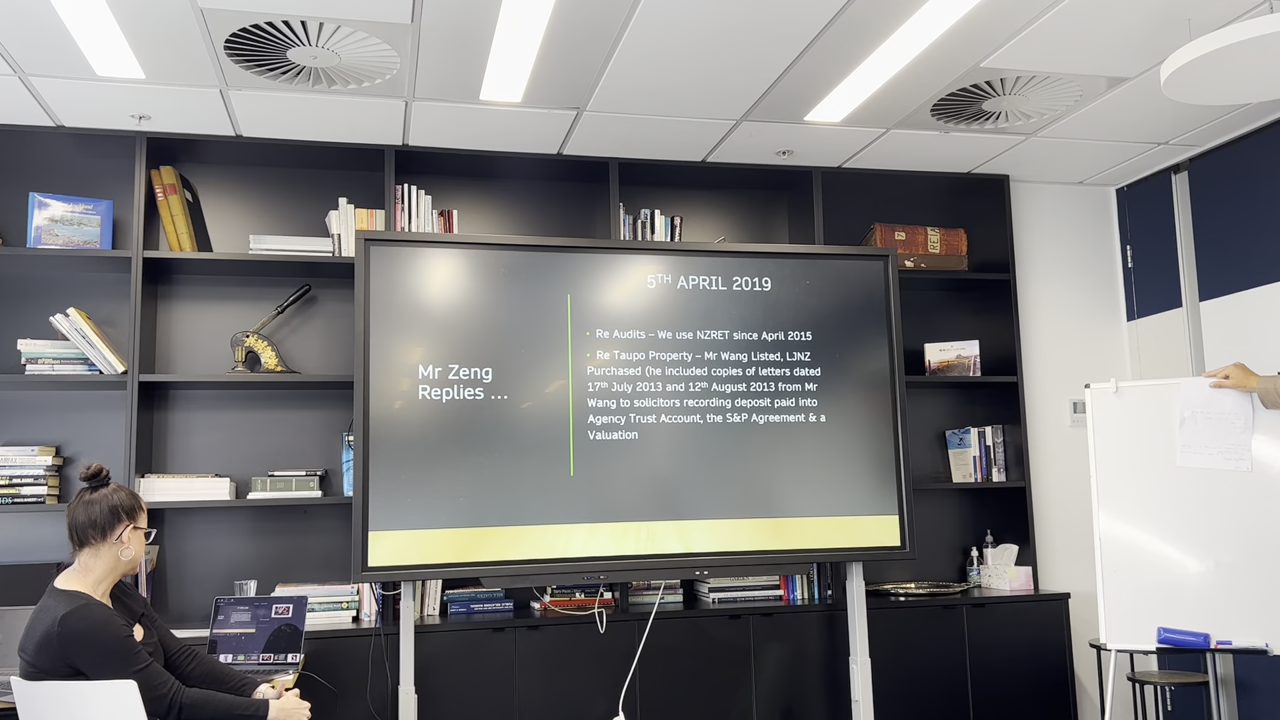 5TH APRIL 2019
Mr Zeng
Replies ...
• Re Audits – We use NZRET since April 2015
• Re Taupo Property – Mr Wang Listed, LJNZ
Purchased (he included copies of letters dated
17th July 2013 and 12th August 2013 from Mr
Wang to solicitors recording deposit paid into
Agency Trust Account, the S&P Agreement & a
Valuation